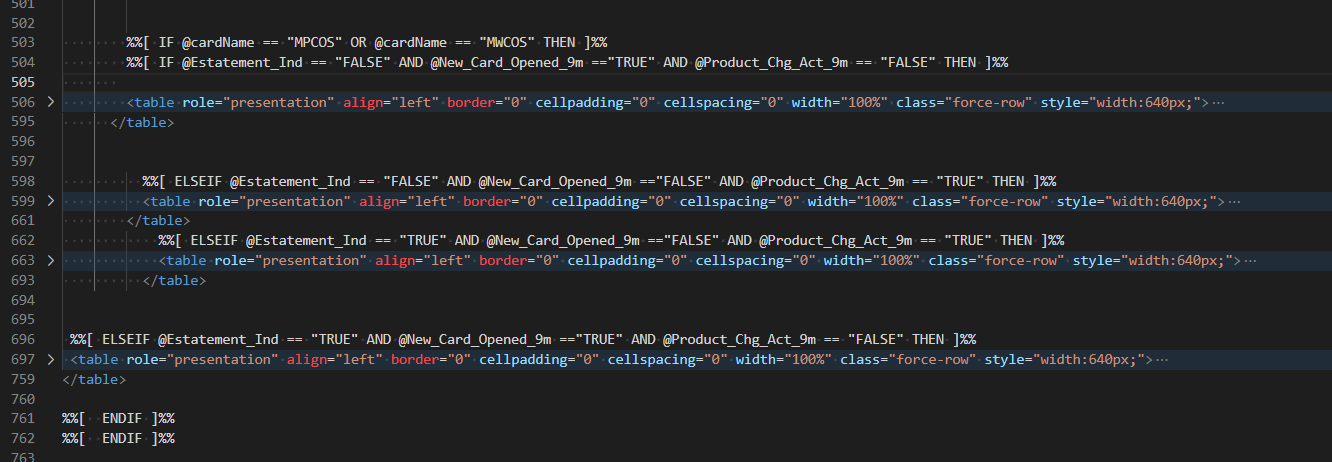 501
502
503 %%[ IF @cardName == "MPCOS" OR @cardName == "MWCOS" THEN ]%%
504 %%[ IF @Estatement_Ind == "FALSE" AND @New_Card_Opened_9m =="TRUE" AND @Product_Chg_Act_9m == "FALSE" THEN ]%%
505
506 <table role="presentation" align="left" border="0" cellpadding="0" cellspacing="0" width="100%" class="force-row" style="width:640px;">…
595 </table>
596
597
598 %%[ ELSEIF @Estatement_Ind == "FALSE" AND @New_Card_Opened_9m =="FALSE" AND @Product_Chg_Act_9m == "TRUE" THEN ]%%
599 <table role="presentation" align="left" border="0" cellpadding="0" cellspacing="0" width="100%" class="force-row" style="width:640px;">…
661 </table>
662 %%[ ELSEIF @Estatement_Ind == "TRUE" AND @New_Card_Opened_9m =="FALSE" AND @Product_Chg_Act_9m == "TRUE" THEN ]%%
663 <table role="presentation" align="left" border="0" cellpadding="0" cellspacing="0" width="100%" class="force-row" style="width:640px;">…
693 </table>
694
695
696 %%[ ELSEIF @Estatement_Ind == "TRUE" AND @New_Card_Opened_9m =="TRUE" AND @Product_Chg_Act_9m == "FALSE" THEN ]%%
697 <table role="presentation" align="left" border="0" cellpadding="0" cellspacing="0" width="100%" class="force-row" style="width:640px;">…
759 </table>
760
761 %%[  ENDIF ]%%
762 %%[  ENDIF ]%%
763